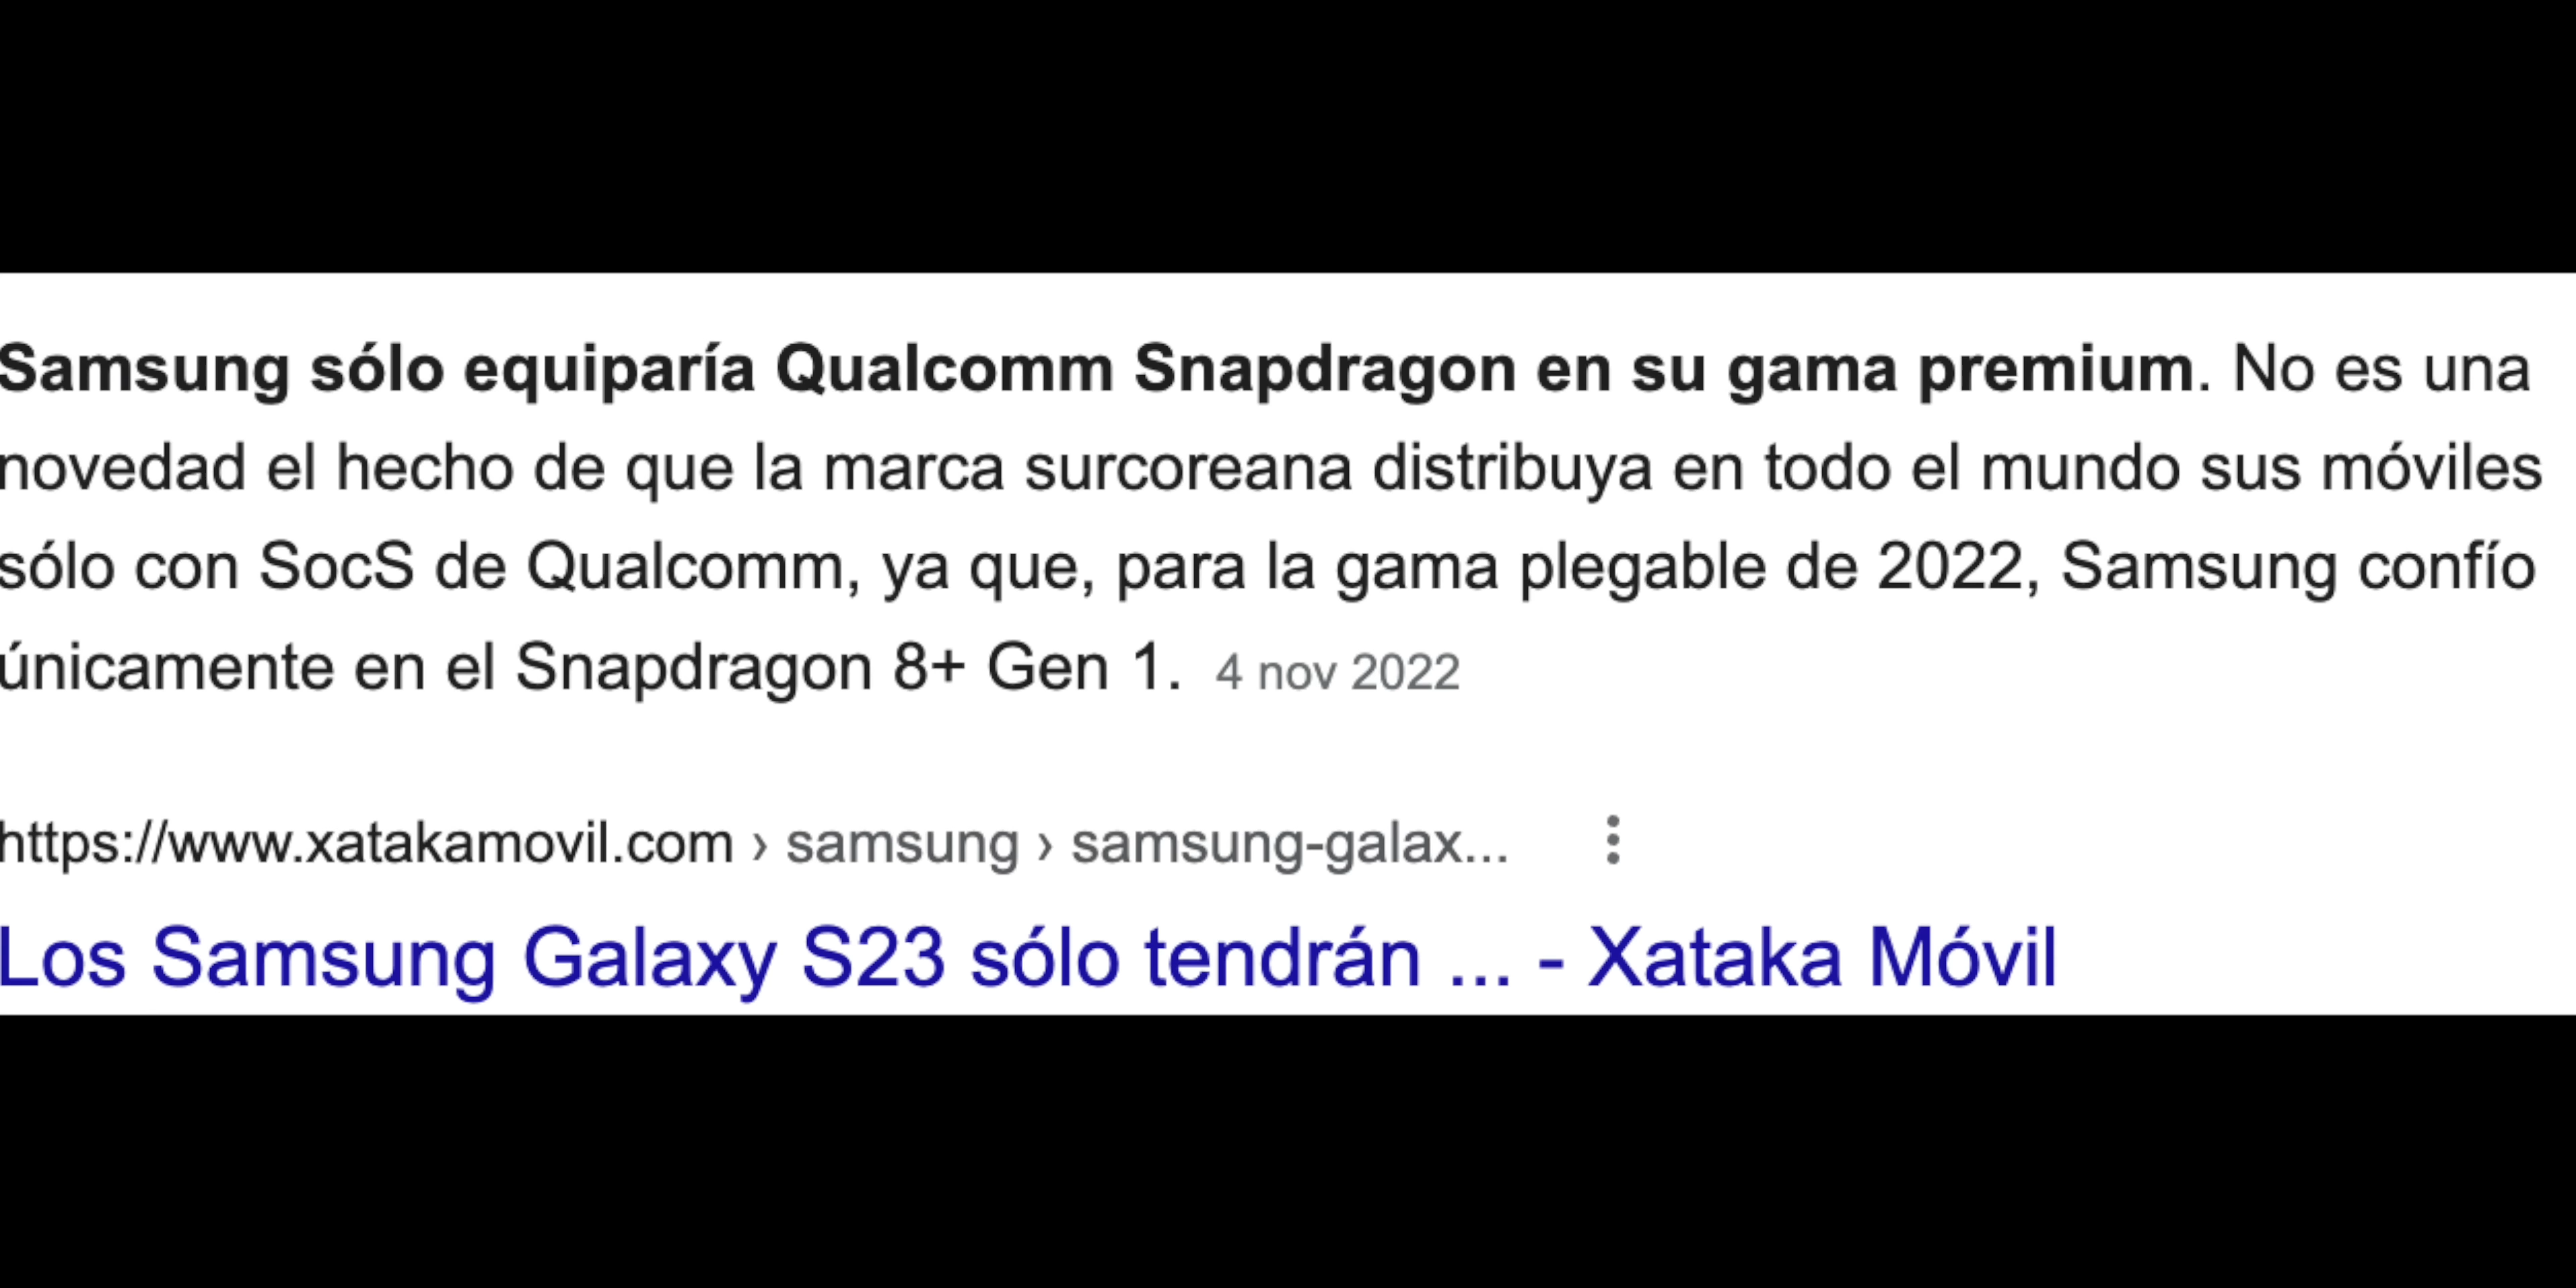 Samsung sólo equiparía Qualcomm Snapdragon en su gama premium. No es una
novedad el hecho de que la marca surcoreana distribuya en todo el mundo sus móviles
sólo con SocS de Qualcomm, ya que, para la gama plegable de 2022, Samsung confío
únicamente en el Snapdragon 8+ Gen 1. 4 nov 2022
https://www.xatakamovil.com › samsung › samsung-galax...
Los Samsung Galaxy S23 sólo tendrán ... - Xataka Móvil